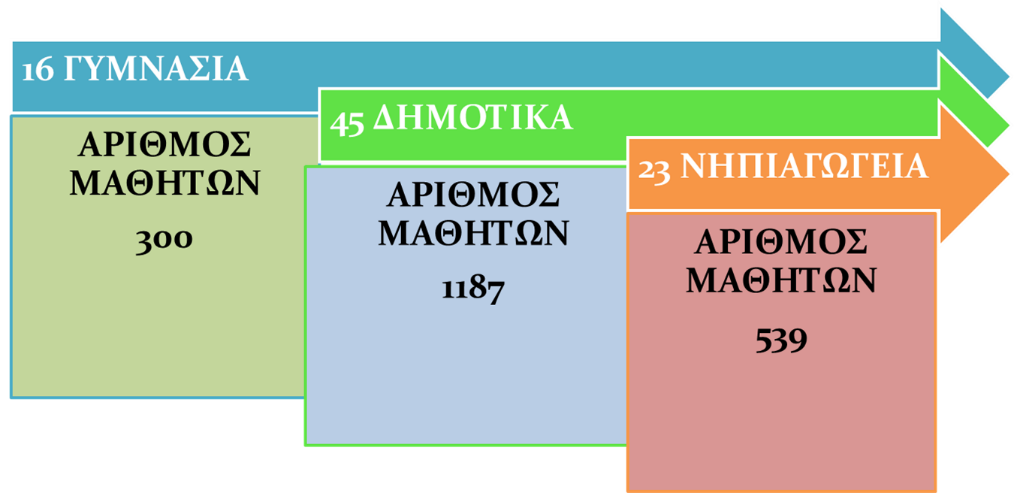 16 ΓΥΜΝΑΣΙΑ
ΑΡΙΘΜΟΣ
ΜΑΘΗΤΩΝ
300
45 ΔΗΜΟΤΙΚΑ
ΑΡΙΘΜΟΣ
ΜΑΘΗΤΩΝ
1187
23 ΝΗΠΙΑΓΩΓΕΙΑ
ΑΡΙΘΜΟΣ
ΜΑΘΗΤΩΝ
539